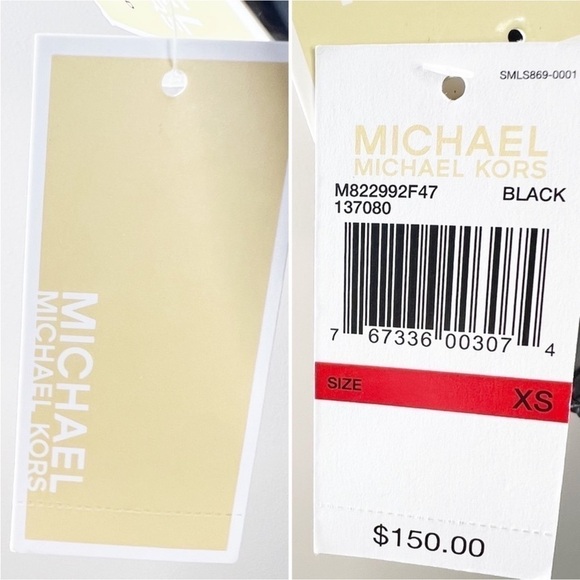 MICHAEL
MICHAEL KORS
SMLS869-0001
MICHAEL
MICHAEL KORS
M822992F47 BLACK
137080
7 67336 00307 4
SIZE XS
$150.00